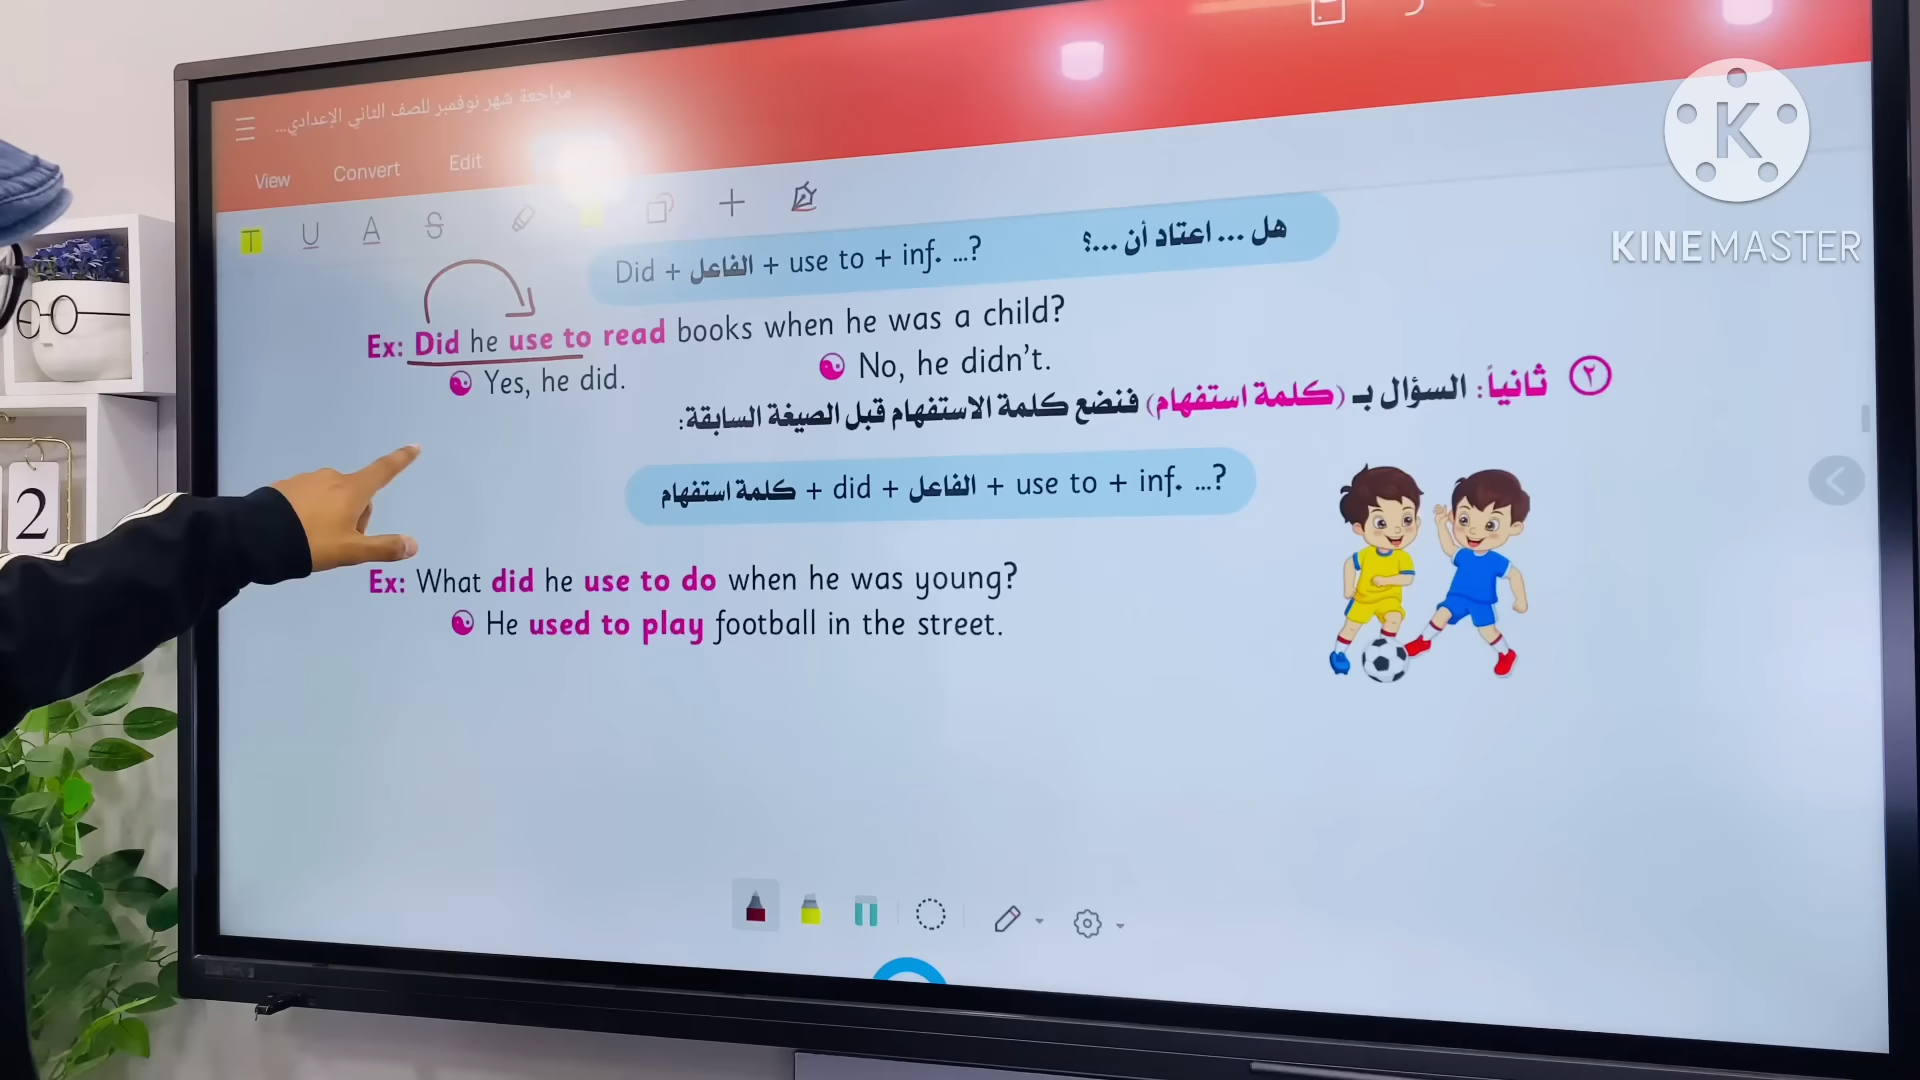 مراجعة شهر نوفمبر للصف الثاني الإعدادي...
View Convert Edit
T U A S
KINEMASTER
Did + الفاعل + use to + inf. ...? هل ... اعتاد أن ...؟
Ex: Did he use to read books when he was a child?
Yes, he did. No, he didn't.
٢ ثانياً: السؤال بـ (كلمة استفهام) فنضع كلمة الاستفهام قبل الصيغة السابقة:
كلمة استفهام + did + الفاعل + use to + inf. ...?
Ex: What did he use to do when he was young?
He used to play football in the street.
2